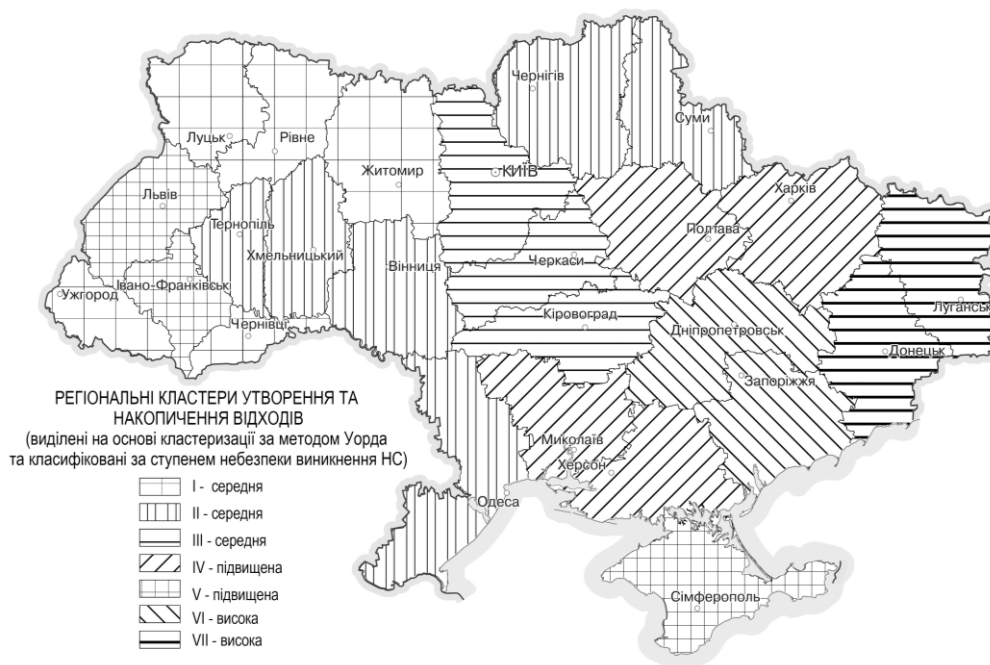 Чернігів
Суми
Луцьк
Рівне
Житомир
КИЇВ
Львів
Харків
Тернопіль
Полтава
Хмельницький
Вінниця
Черкаси
Ужгород
Івано-Франківськ
Луганськ
Кіровоград
Чернівці
Дніпропетровськ
Донецьк
Запоріжжя
РЕГІОНАЛЬНІ КЛАСТЕРИ УТВОРЕННЯ ТА
НАКОПИЧЕННЯ ВІДХОДІВ
(виділені на основі кластеризації за методом Уорда
та класифіковані за ступенем небезпеки виникнення НС)
I - середня
II - середня
III - середня
IV - підвищена
V - підвищена
VI - висока
VII - висока
Миколаїв
Херсон
Одеса
Сімферополь